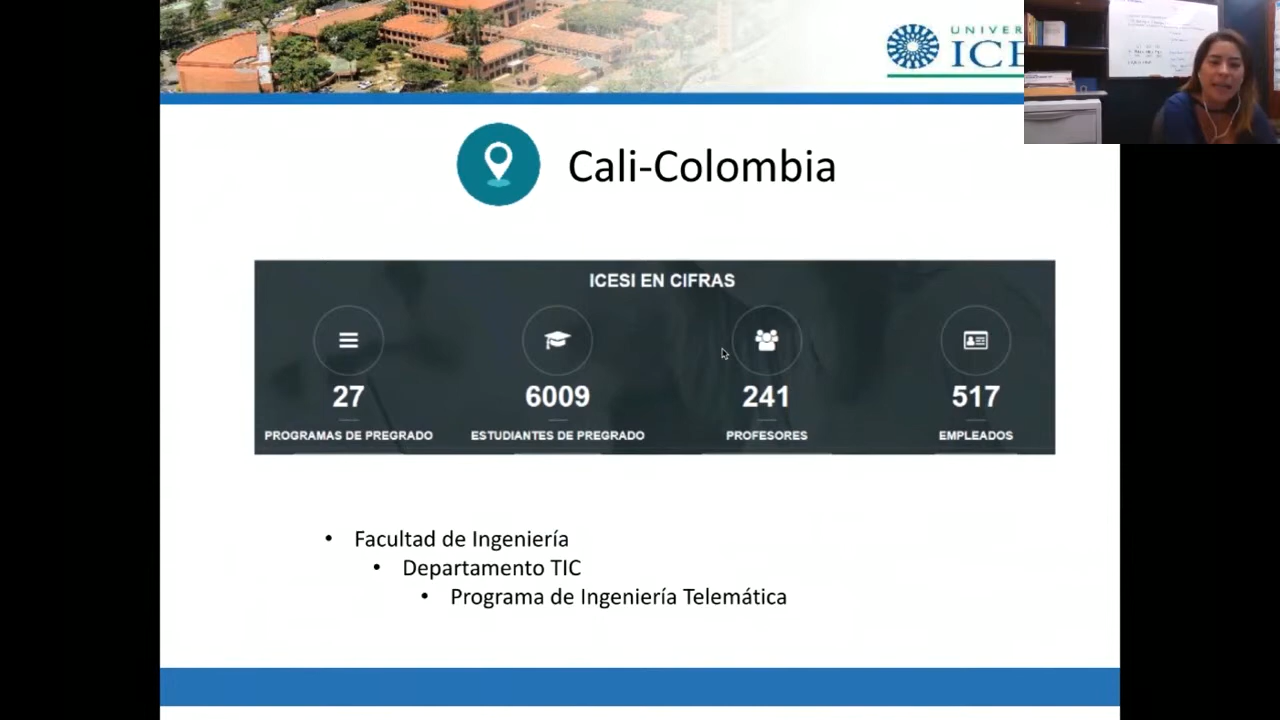 UNIVER
ICE
Cali-Colombia
ICESI EN CIFRAS
27
6009
241
517
PROGRAMAS DE PREGRADO
ESTUDIANTES DE PREGRADO
PROFESORES
EMPLEADOS
• Facultad de Ingeniería
• Departamento TIC
• Programa de Ingeniería Telemática